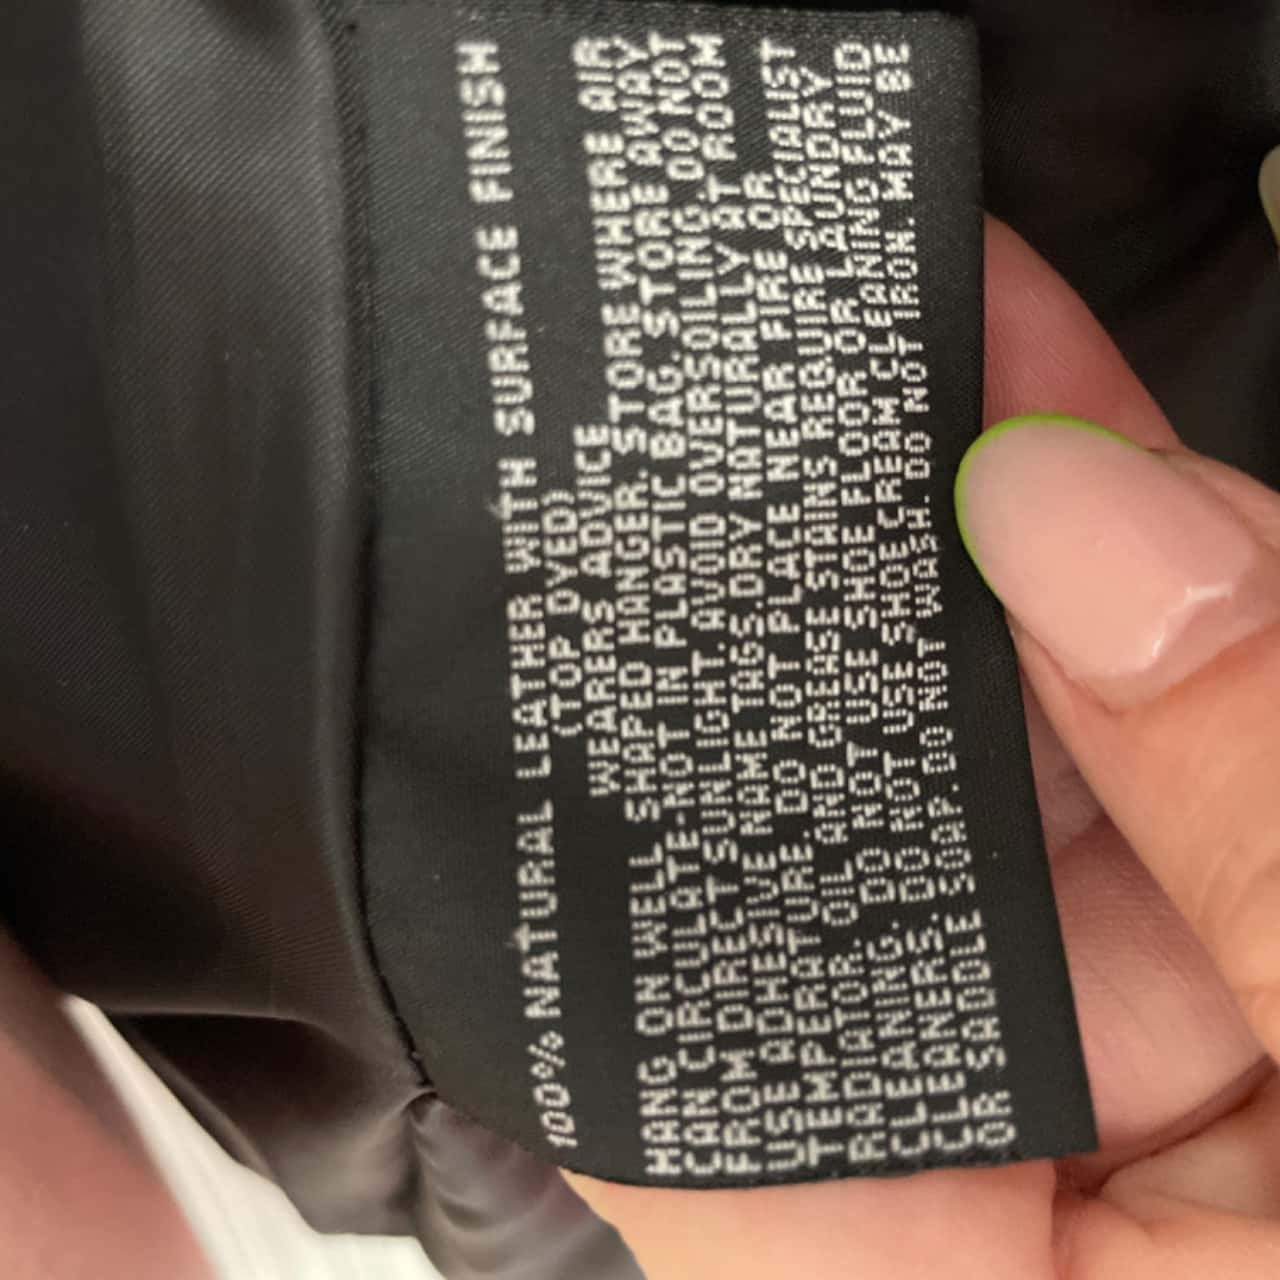 100% NATURAL LEATHER WITH SURFACE FINISH
(TOP DYED)
WEARERS ADVICE
HANG ON WELL SHAPED HANGER. STORE WHERE AIR
CAN CIRCULATE-NOT IN PLASTIC BAG. STORE AWAY
FROM DIRECT SUNLIGHT. AVOID OVERSOILING. DO NOT
USE ADHESIVE NAME TAGS. DRY NATURALLY AT ROOM
TEMPERATURE. DO NOT PLACE NEAR FIRE OR
RADIATOR. OIL AND GREASE STAINS REQUIRE SPECIALIST
CLEANING. DO NOT USE SHOE FLOOR OR LAUNDRY
CLEANERS. DO NOT USE SHOE CREAM CLEANING FLUID
OR SADDLE SOAP. DO NOT WASH. DO NOT IRON. MAY BE